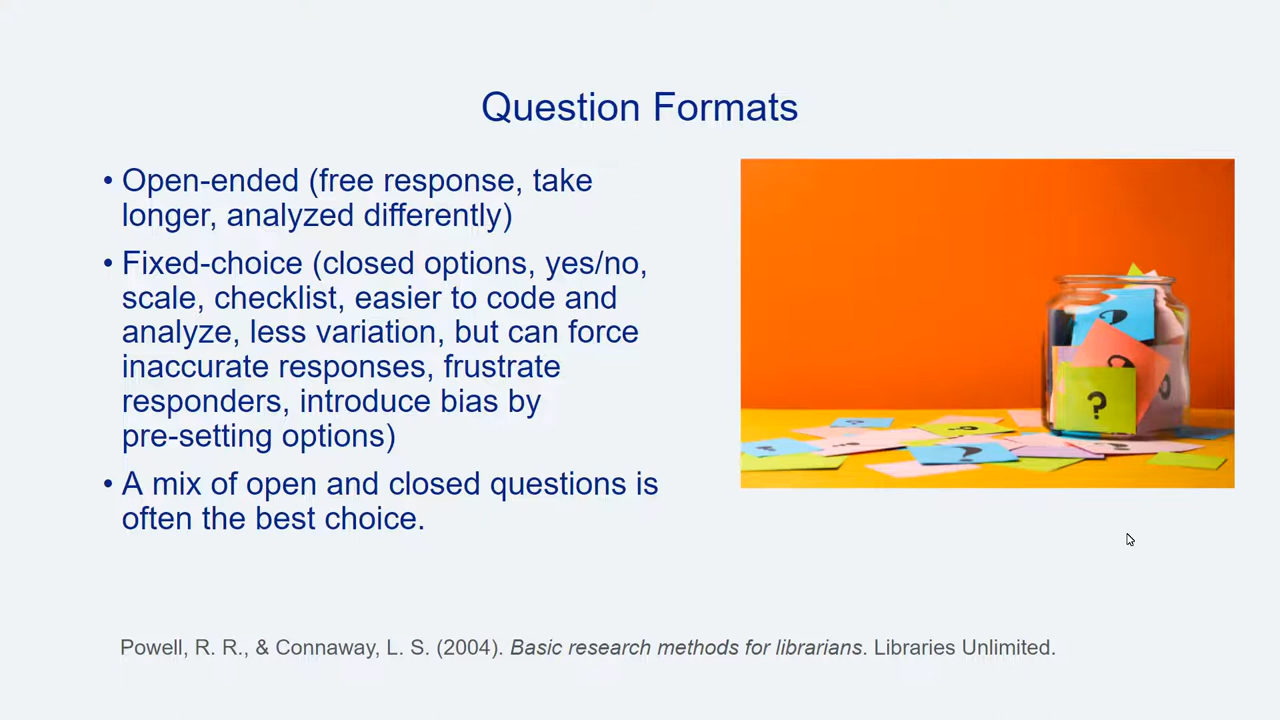 Question Formats
• Open-ended (free response, take
longer, analyzed differently)
• Fixed-choice (closed options, yes/no,
scale, checklist, easier to code and
analyze, less variation, but can force
inaccurate responses, frustrate
responders, introduce bias by
pre-setting options)
• A mix of open and closed questions is
often the best choice.
?
Powell, R. R., & Connaway, L. S. (2004). Basic research methods for librarians. Libraries Unlimited.